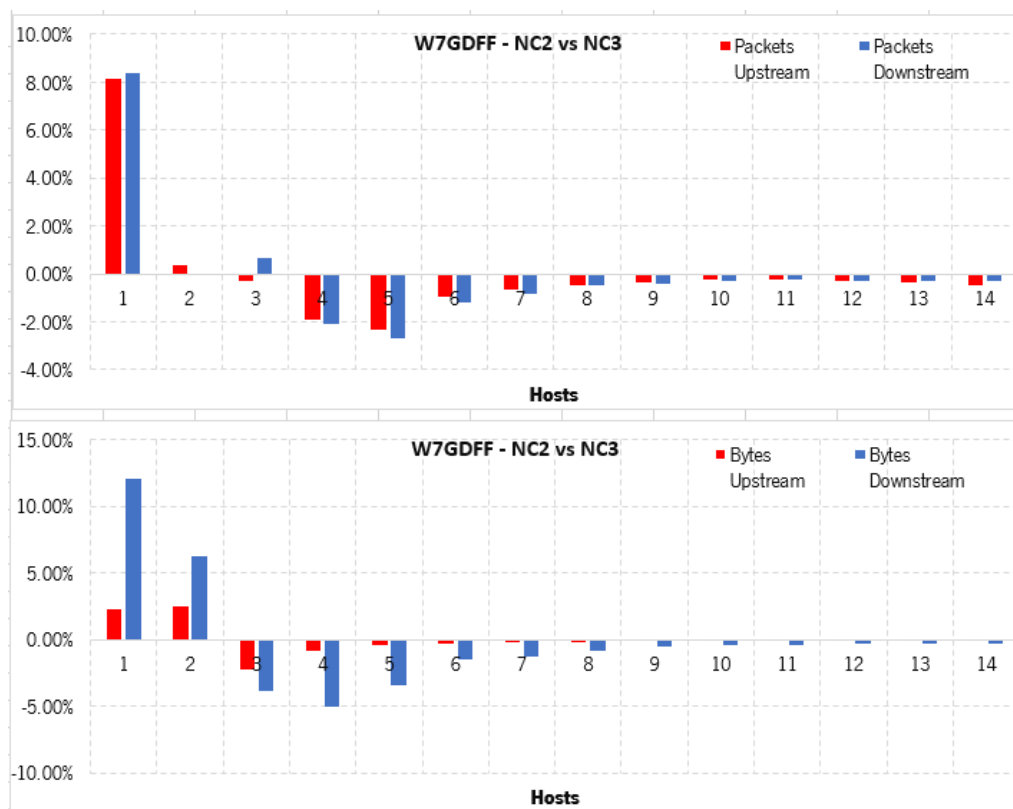 10.00%
W7GDFF - NC2 vs NC3
Packets Upstream
Packets Downstream
8.00%
6.00%
4.00%
2.00%
0.00%
1 2 3 4 5 6 7 8 9 10 11 12 13 14
-2.00%
-4.00%
Hosts
15.00%
W7GDFF - NC2 vs NC3
Bytes Upstream
Bytes Downstream
10.00%
5.00%
0.00%
1 2 3 4 5 6 7 8 9 10 11 12 13 14
-5.00%
-10.00%
Hosts